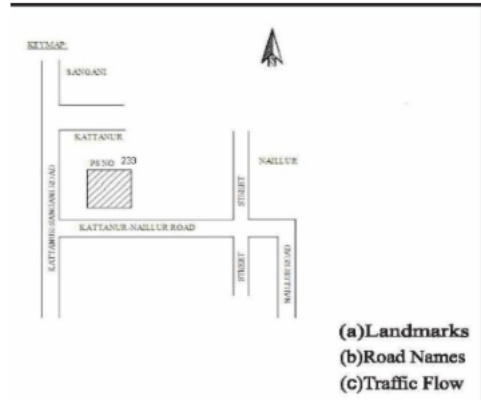 KEYMAP:
SANGANI
KATTANUR
PS NO 239
NAILLUR
KATTANUR-SANGANI ROAD
STREET
KATTANUR-NAILLUR ROAD
STREET
NAILLUR ROAD
(a)Landmarks
(b)Road Names
(c)Traffic Flow